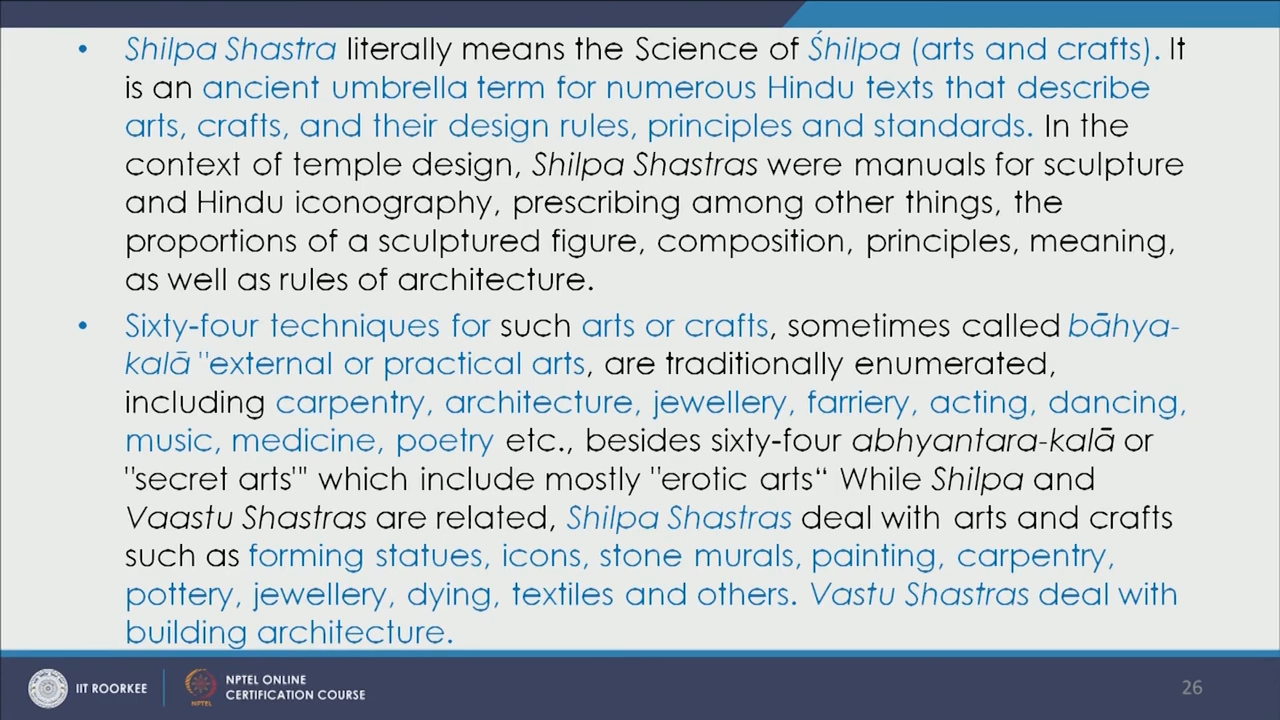 • Shilpa Shastra literally means the Science of Śhilpa (arts and crafts). It
is an ancient umbrella term for numerous Hindu texts that describe
arts, crafts, and their design rules, principles and standards. In the
context of temple design, Shilpa Shastras were manuals for sculpture
and Hindu iconography, prescribing among other things, the
proportions of a sculptured figure, composition, principles, meaning,
as well as rules of architecture.
• Sixty-four techniques for such arts or crafts, sometimes called bāhya-
kalā "external or practical arts, are traditionally enumerated,
including carpentry, architecture, jewellery, farriery, acting, dancing,
music, medicine, poetry etc., besides sixty-four abhyantara-kalā or
"secret arts"' which include mostly "erotic arts“ While Shilpa and
Vaastu Shastras are related, Shilpa Shastras deal with arts and crafts
such as forming statues, icons, stone murals, painting, carpentry,
pottery, jewellery, dying, textiles and others. Vastu Shastras deal with
building architecture.
IIT ROORKEE
NPTEL
NPTEL ONLINE
CERTIFICATION COURSE
26